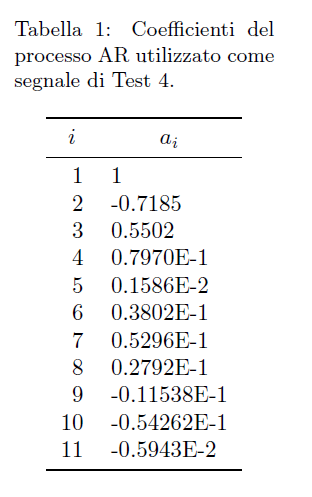 Tabella 1: Coefficienti del
processo AR utilizzato come
segnale di Test 4.
i a_i
1 1
2 -0.7185
3 0.5502
4 0.7970E-1
5 0.1586E-2
6 0.3802E-1
7 0.5296E-1
8 0.2792E-1
9 -0.11538E-1
10 -0.54262E-1
11 -0.5943E-2